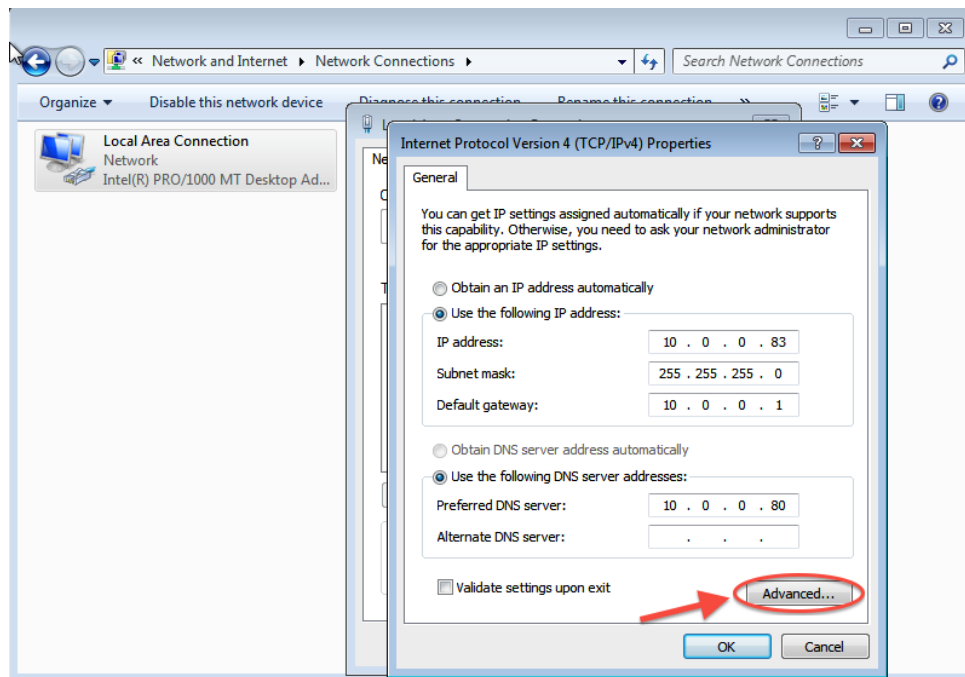 « Network and Internet ▸ Network Connections ▸
Search Network Connections
Organize ▾ Disable this network device Diagnose this connection Rename this connection »
Local Area Connection
Network
Intel(R) PRO/1000 MT Desktop Ad...
Internet Protocol Version 4 (TCP/IPv4) Properties
General
You can get IP settings assigned automatically if your network supports
this capability. Otherwise, you need to ask your network administrator
for the appropriate IP settings.
Obtain an IP address automatically
Use the following IP address:
IP address: 10 . 0 . 0 . 83
Subnet mask: 255 . 255 . 255 . 0
Default gateway: 10 . 0 . 0 . 1
Obtain DNS server address automatically
Use the following DNS server addresses:
Preferred DNS server: 10 . 0 . 0 . 80
Alternate DNS server: . . .
Validate settings upon exit
Advanced...
OK Cancel